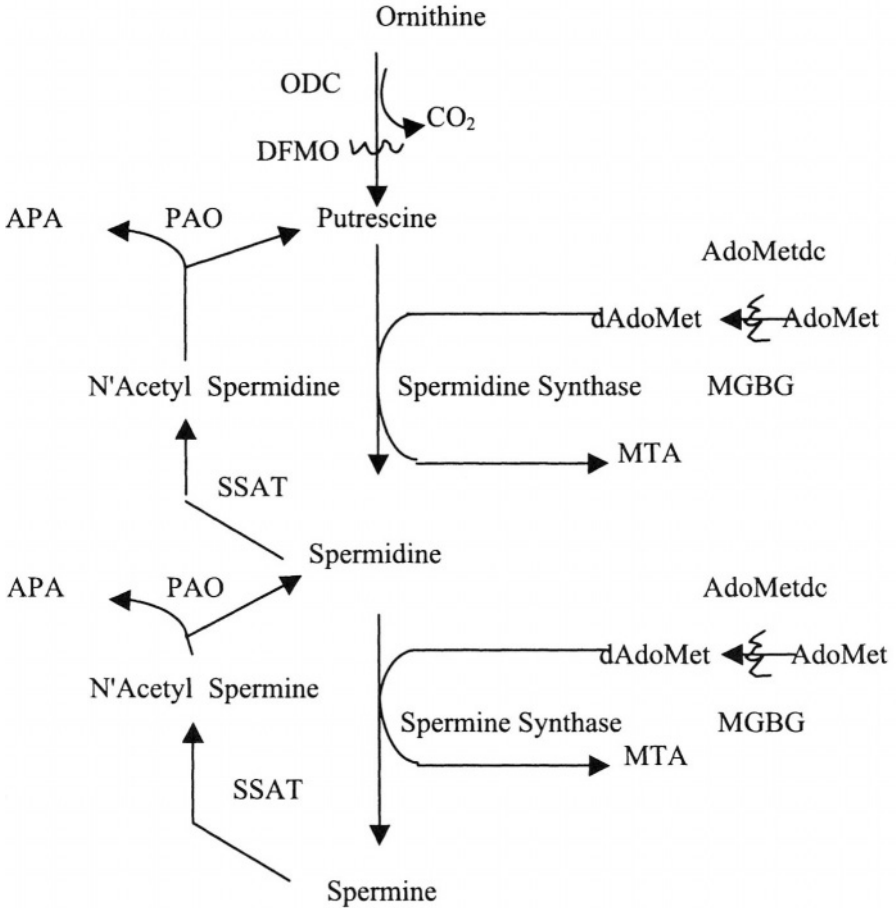 Ornithine
ODC
CO₂
DFMO
APA PAO Putrescine
AdoMetdc
dAdoMet AdoMet
N'Acetyl Spermidine Spermidine Synthase MGBG
MTA
SSAT
Spermidine
APA PAO AdoMetdc
dAdoMet AdoMet
N'Acetyl Spermine
Spermine Synthase MGBG
MTA
SSAT
Spermine